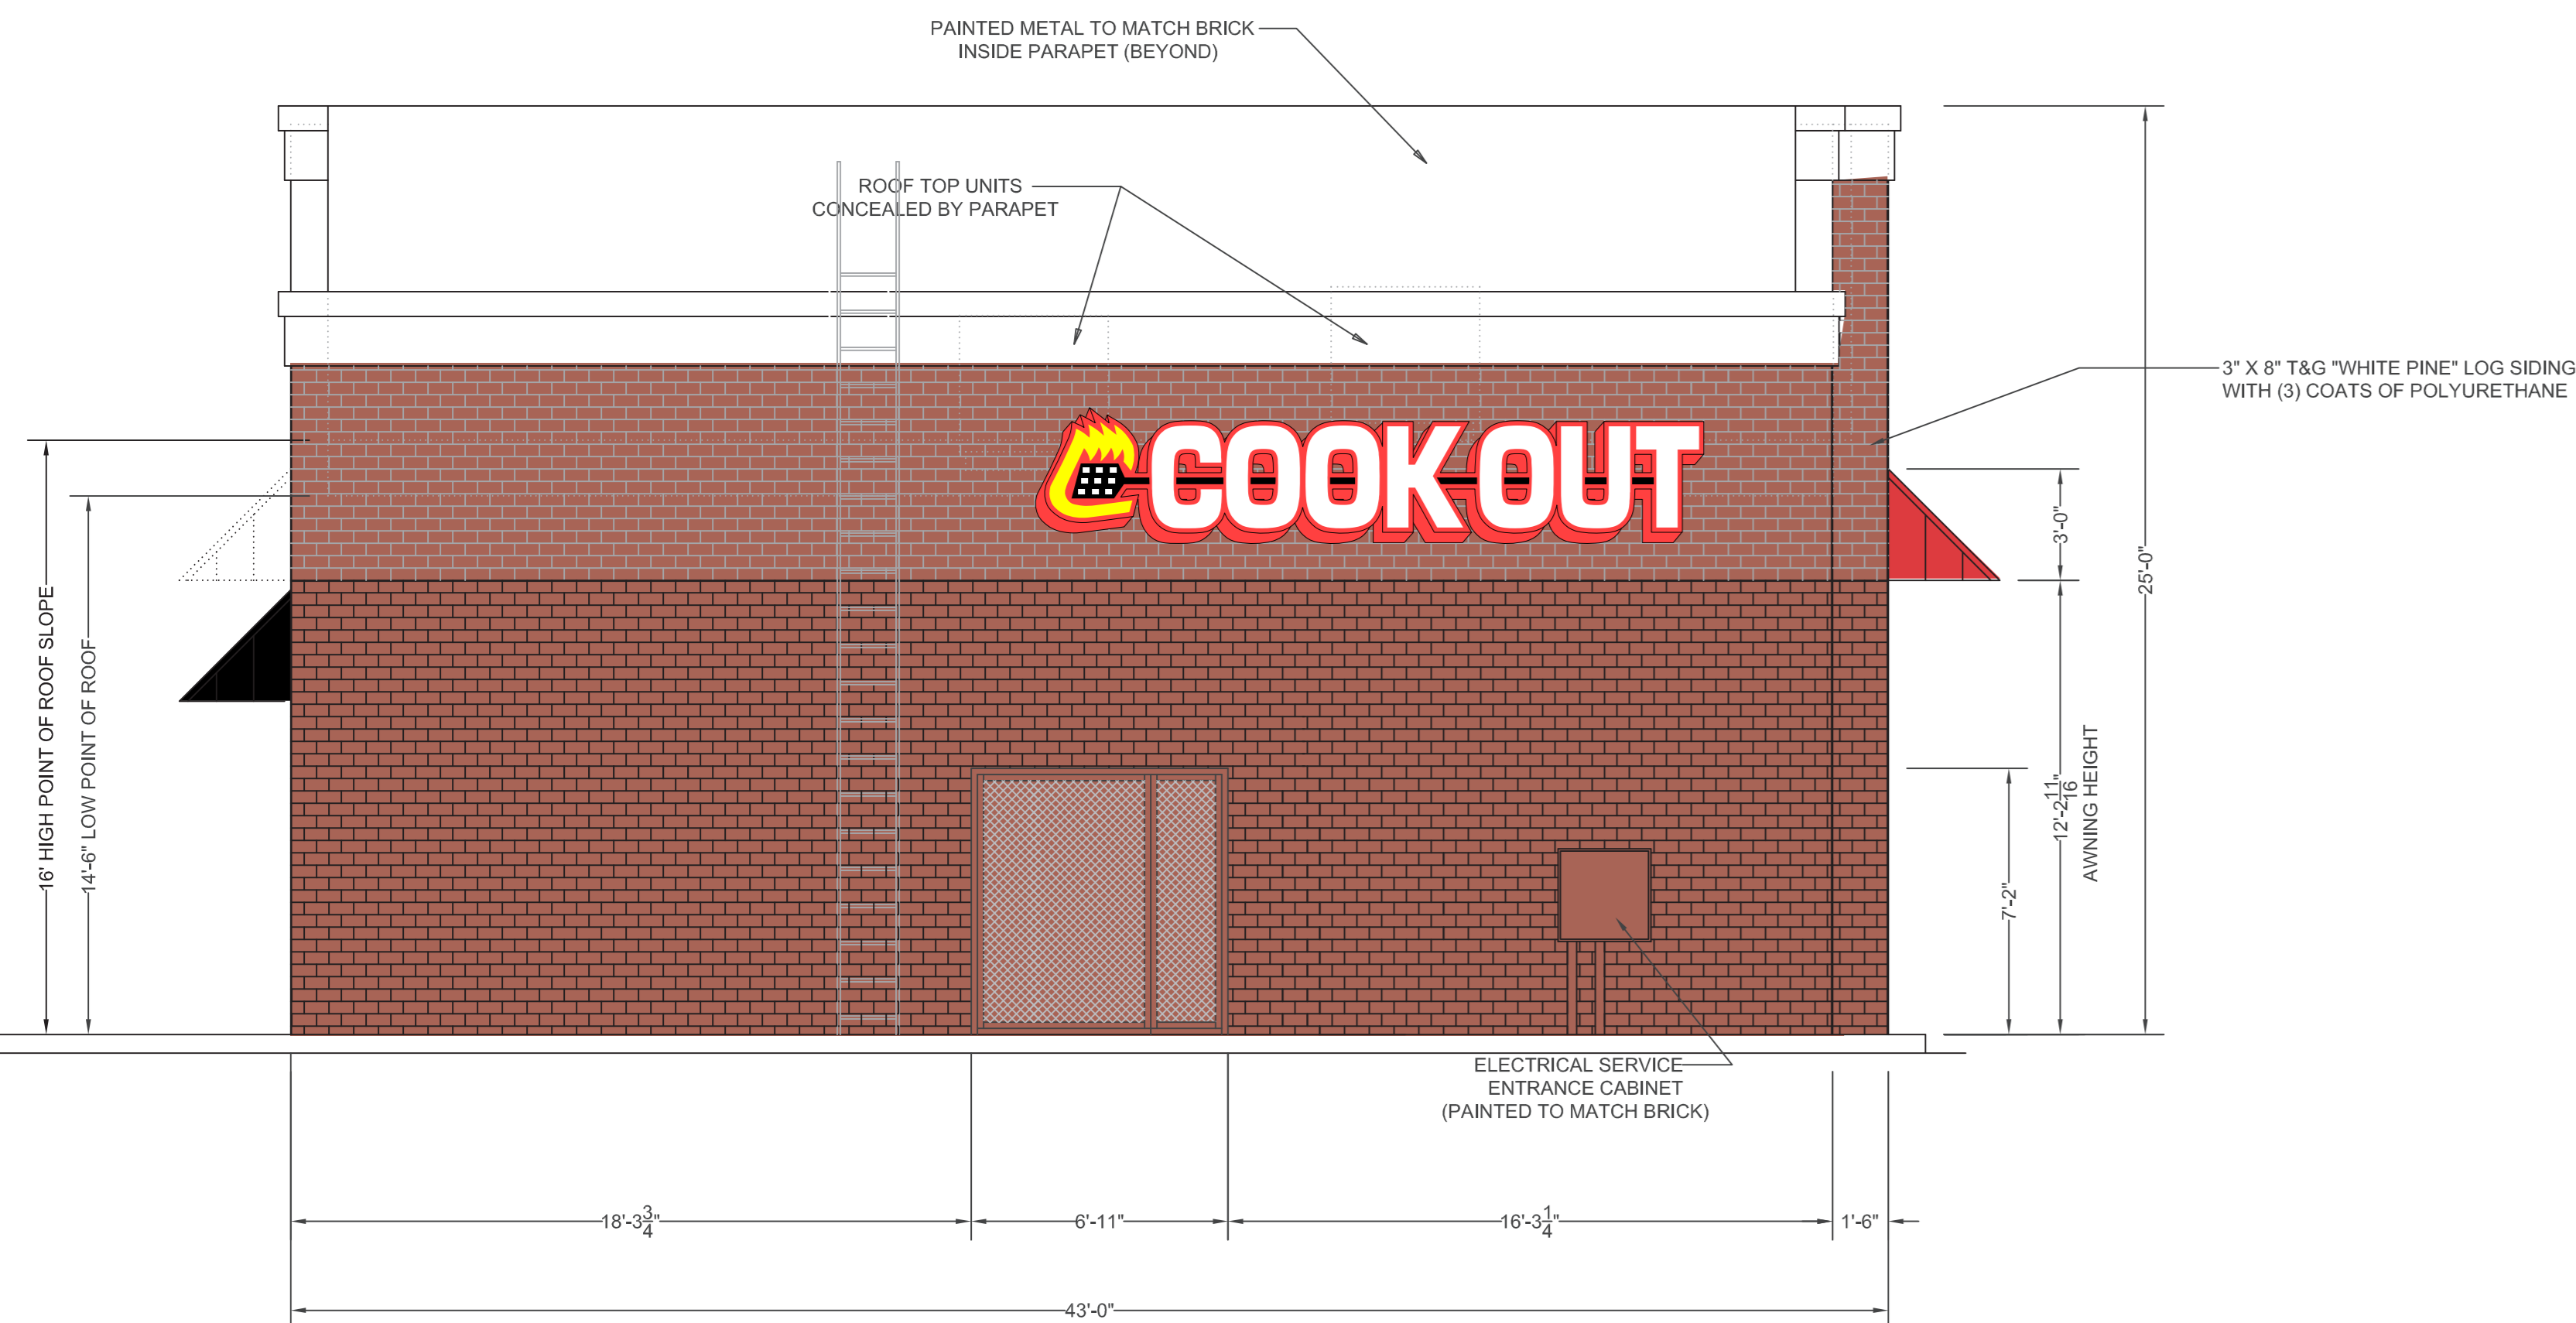 PAINTED METAL TO MATCH BRICK
INSIDE PARAPET (BEYOND)
ROOF TOP UNITS
CONCEALED BY PARAPET
3" X 8" T&G "WHITE PINE" LOG SIDING
WITH (3) COATS OF POLYURETHANE
COOK OUT
16' HIGH POINT OF ROOF SLOPE
14'-6" LOW POINT OF ROOF
3'-0"
25'-0"
12'-2 11/16"
AWNING HEIGHT
7'-2"
ELECTRICAL SERVICE
ENTRANCE CABINET
(PAINTED TO MATCH BRICK)
18'-3 3/4"
6'-11"
16'-3 1/4"
1'-6"
43'-0"